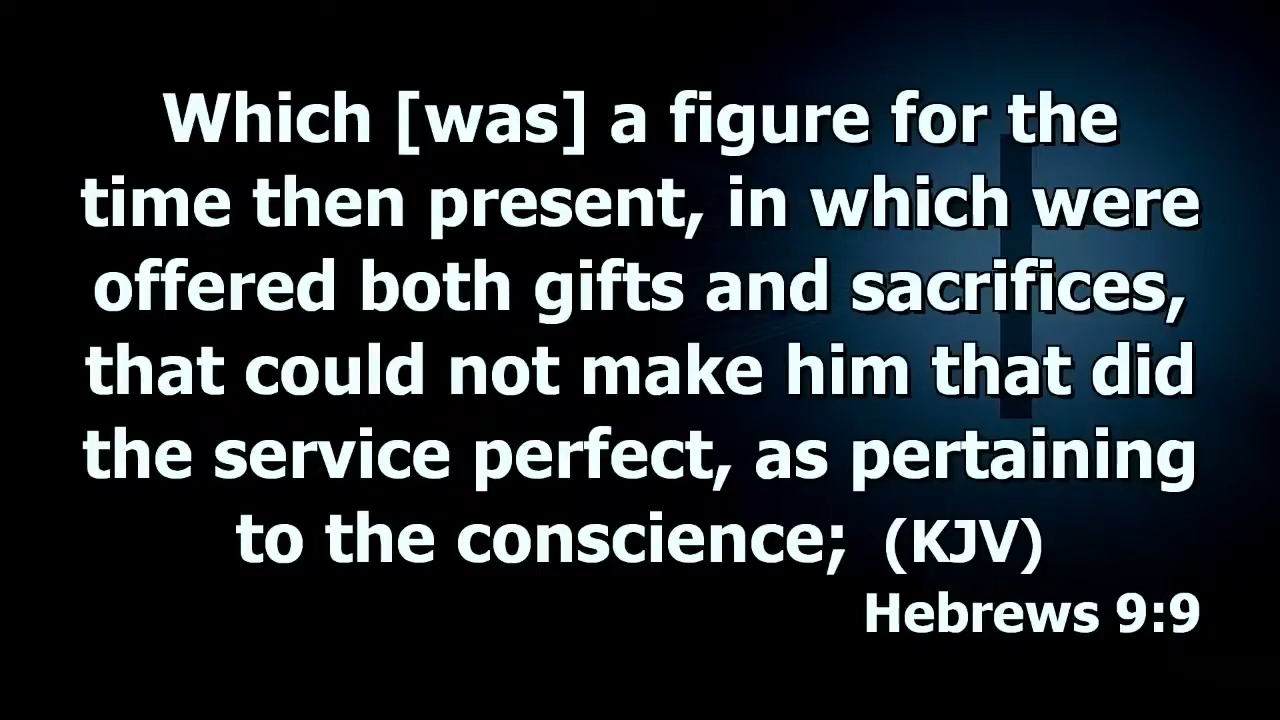 Which [was] a figure for the
time then present, in which were
offered both gifts and sacrifices,
that could not make him that did
the service perfect, as pertaining
to the conscience; (KJV)
Hebrews 9:9